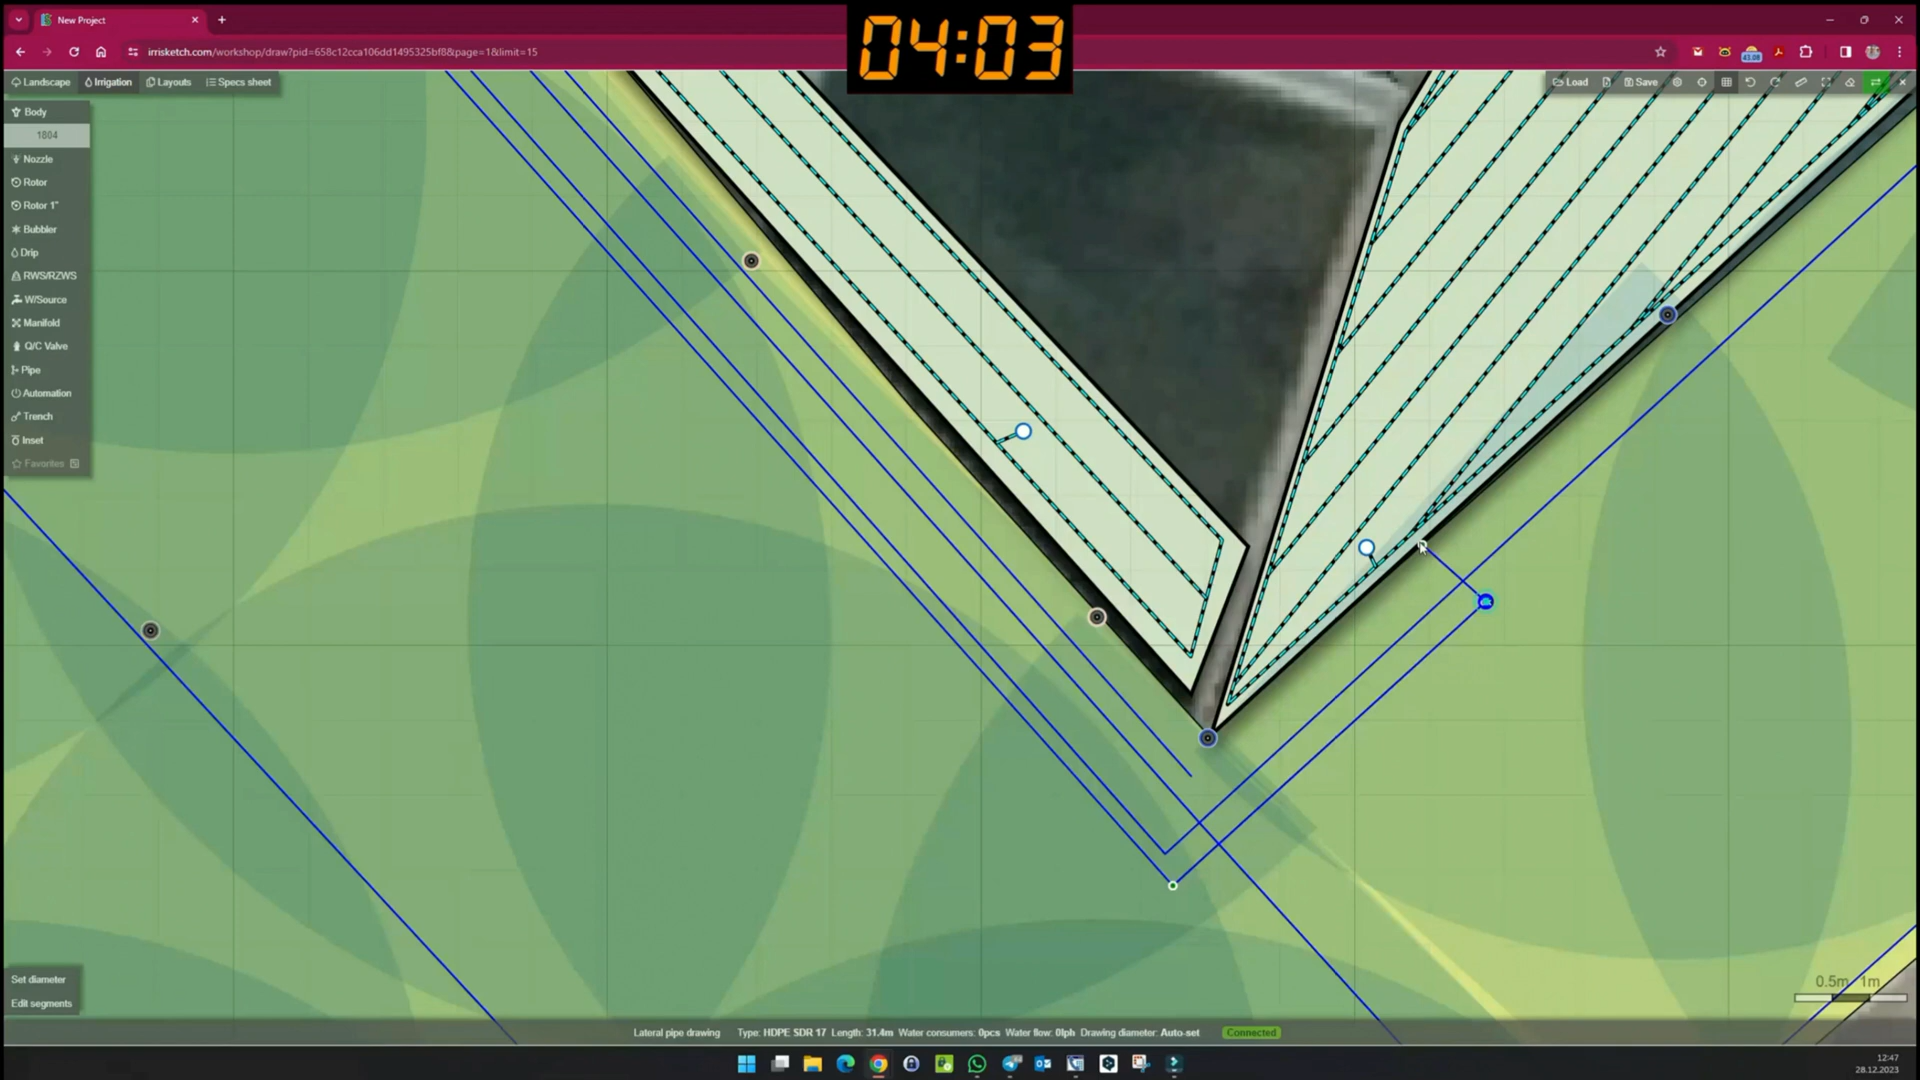 New Project
irrisketch.com/workshop/draw?pid=658c12cca106dd1495325bf8&page=1&limit=15
04:03
43.08
Landscape
Irrigation
Layouts
Specs sheet
Load
Save
Body
1804
Nozzle
Rotor
Rotor 1"
Bubbler
Drip
RWS/RZWS
W/Source
Manifold
Q/C Valve
Pipe
Automation
Trench
Inset
Favorites
Set diameter
Edit segments
0.5m 1m
Lateral pipe drawing Type: HDPE SDR 17 Length: 31.4m Water consumers: 0pcs Water flow: 0lph Drawing diameter: Auto-set Connected
12:47
28.12.2023